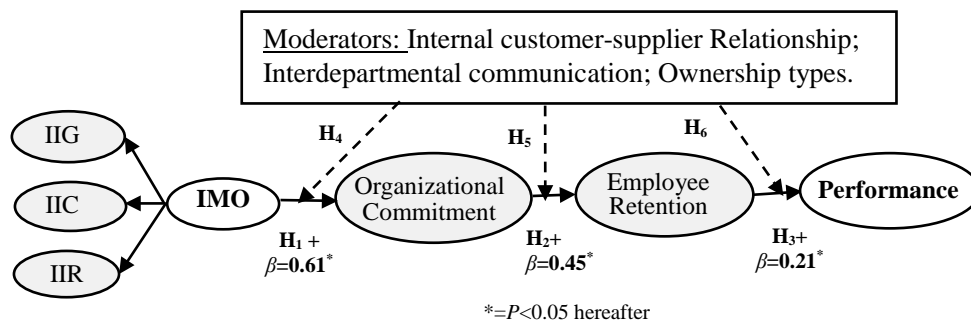 Moderators: Internal customer-supplier Relationship;
Interdepartmental communication; Ownership types.
H4
H5
H6
IIG
IIC
IIR
IMO
Organizational
Commitment
Employee
Retention
Performance
H1 +
β=0.61*
H2+
β=0.45*
H3+
β=0.21*
*=P<0.05 hereafter